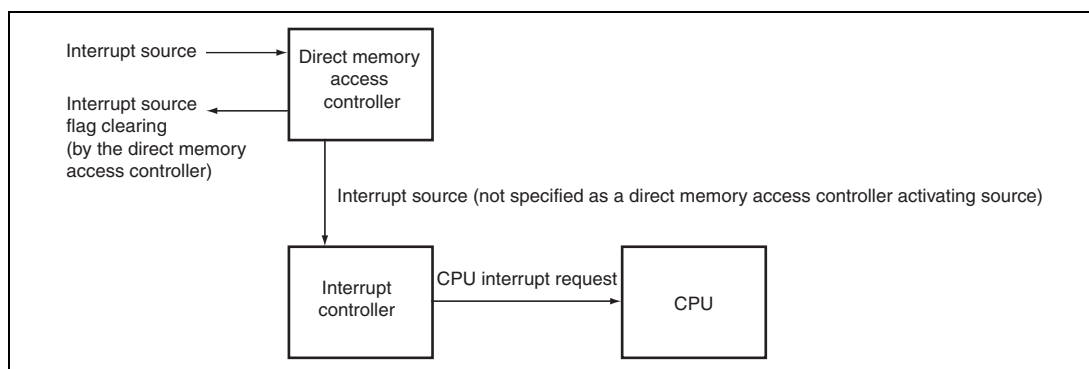 Interrupt source
Direct memory
access
controller
Interrupt source
flag clearing
(by the direct memory
access controller)
Interrupt source (not specified as a direct memory access controller activating source)
Interrupt
controller
CPU interrupt request
CPU